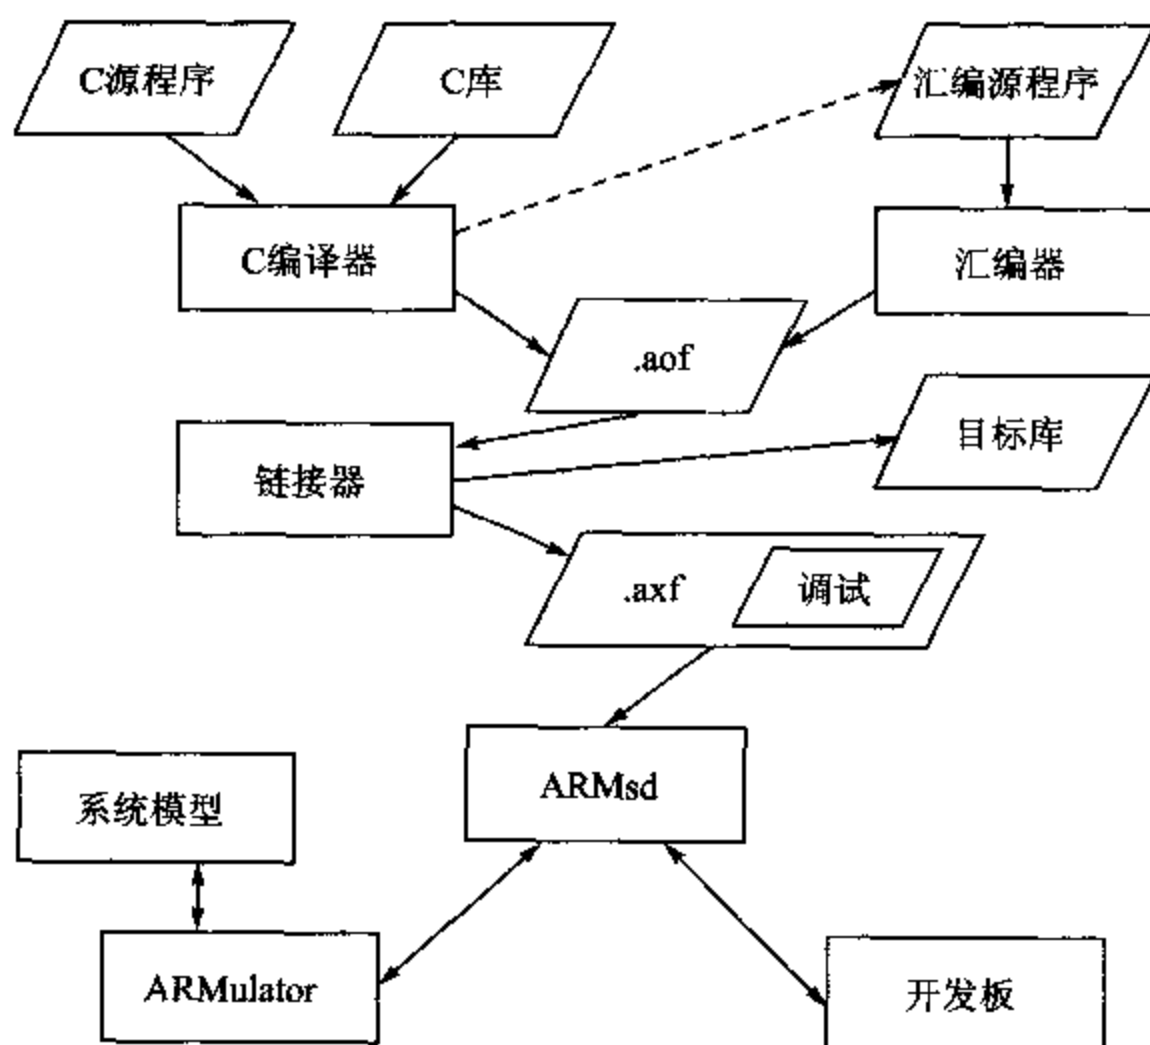 C源程序
C库
汇编源程序
C编译器
汇编器
.aof
目标库
链接器
.axf
调试
ARMsd
系统模型
ARMulator
开发板